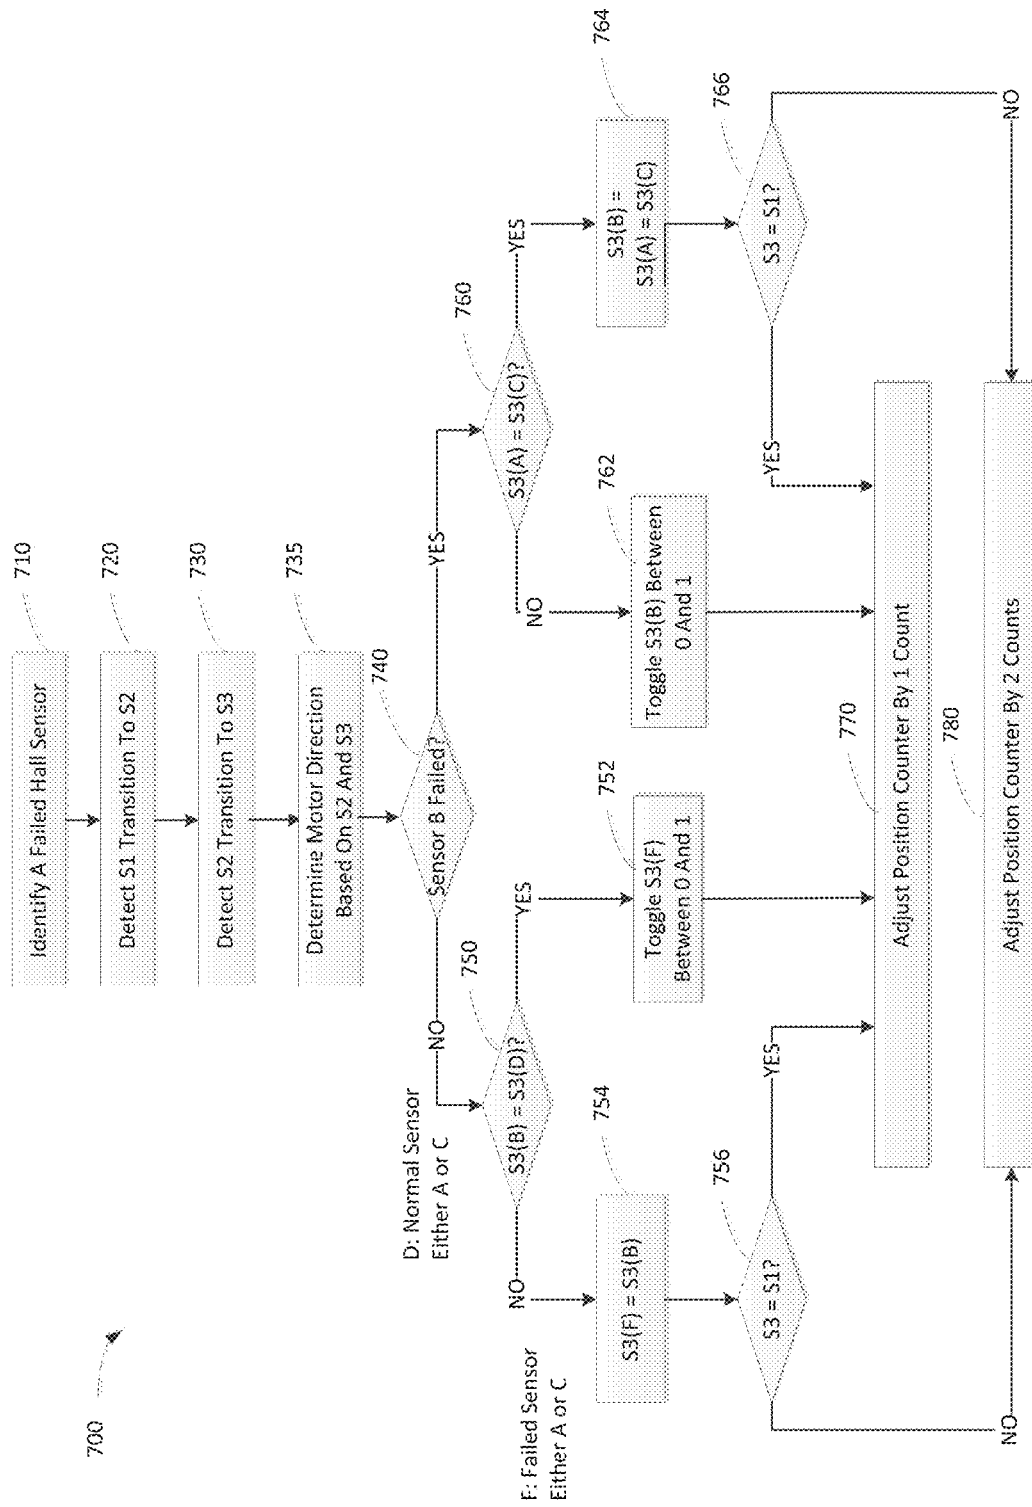 700
710
Identify A Failed Hall Sensor
720
Detect S1 Transition To S2
730
Detect S2 Transition To S3
735
Determine Motor Direction
Based On S2 And S3
740
Sensor B Failed?
NO
YES
D: Normal Sensor
Either A or C
750
S3(B) = S3(D)?
NO
YES
760
S3(A) = S3(C)?
NO
YES
F: Failed Sensor
Either A or C
754
S3(F) = S3(B)
752
Toggle S3(F)
Between 0 And 1
762
Toggle S3(B) Between
0 And 1
764
S3(B) =
S3(A) = S3(C)
756
S3 = S1?
YES
NO
766
S3 = S1?
YES
NO
770
Adjust Position Counter By 1 Count
780
Adjust Position Counter By 2 Counts